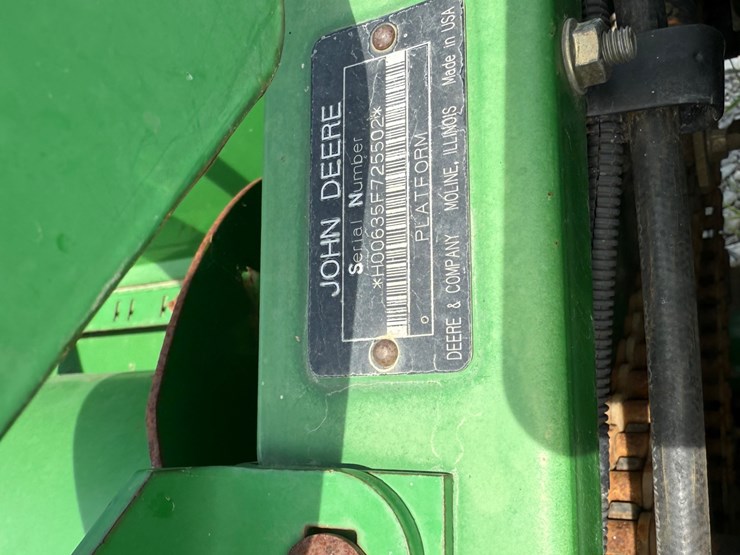 JOHN DEERE
Serial Number
*H00635F725502*
PLATFORM
DEERE & COMPANY MOLINE, ILLINOIS Made in USA